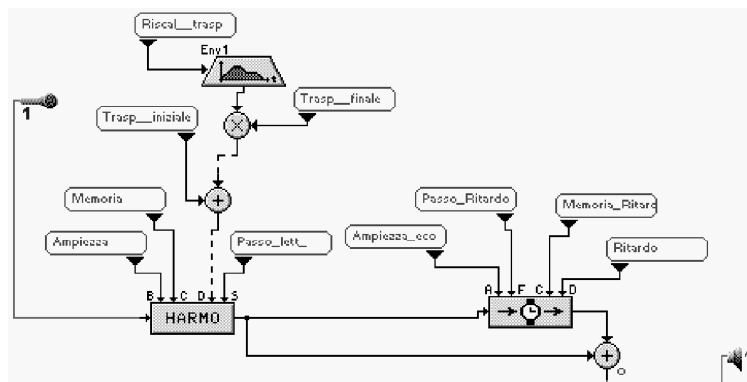 Riscal__trasp
Env1
t
Trasp__finale
1
Trasp__iniziale
×
+
Memoria
Passo_Ritardo
Memoria_Ritard
Ampiezza
Passo_lett_
Ampiezza_eco
Ritardo
B C D S
A F C D
HARMO
+